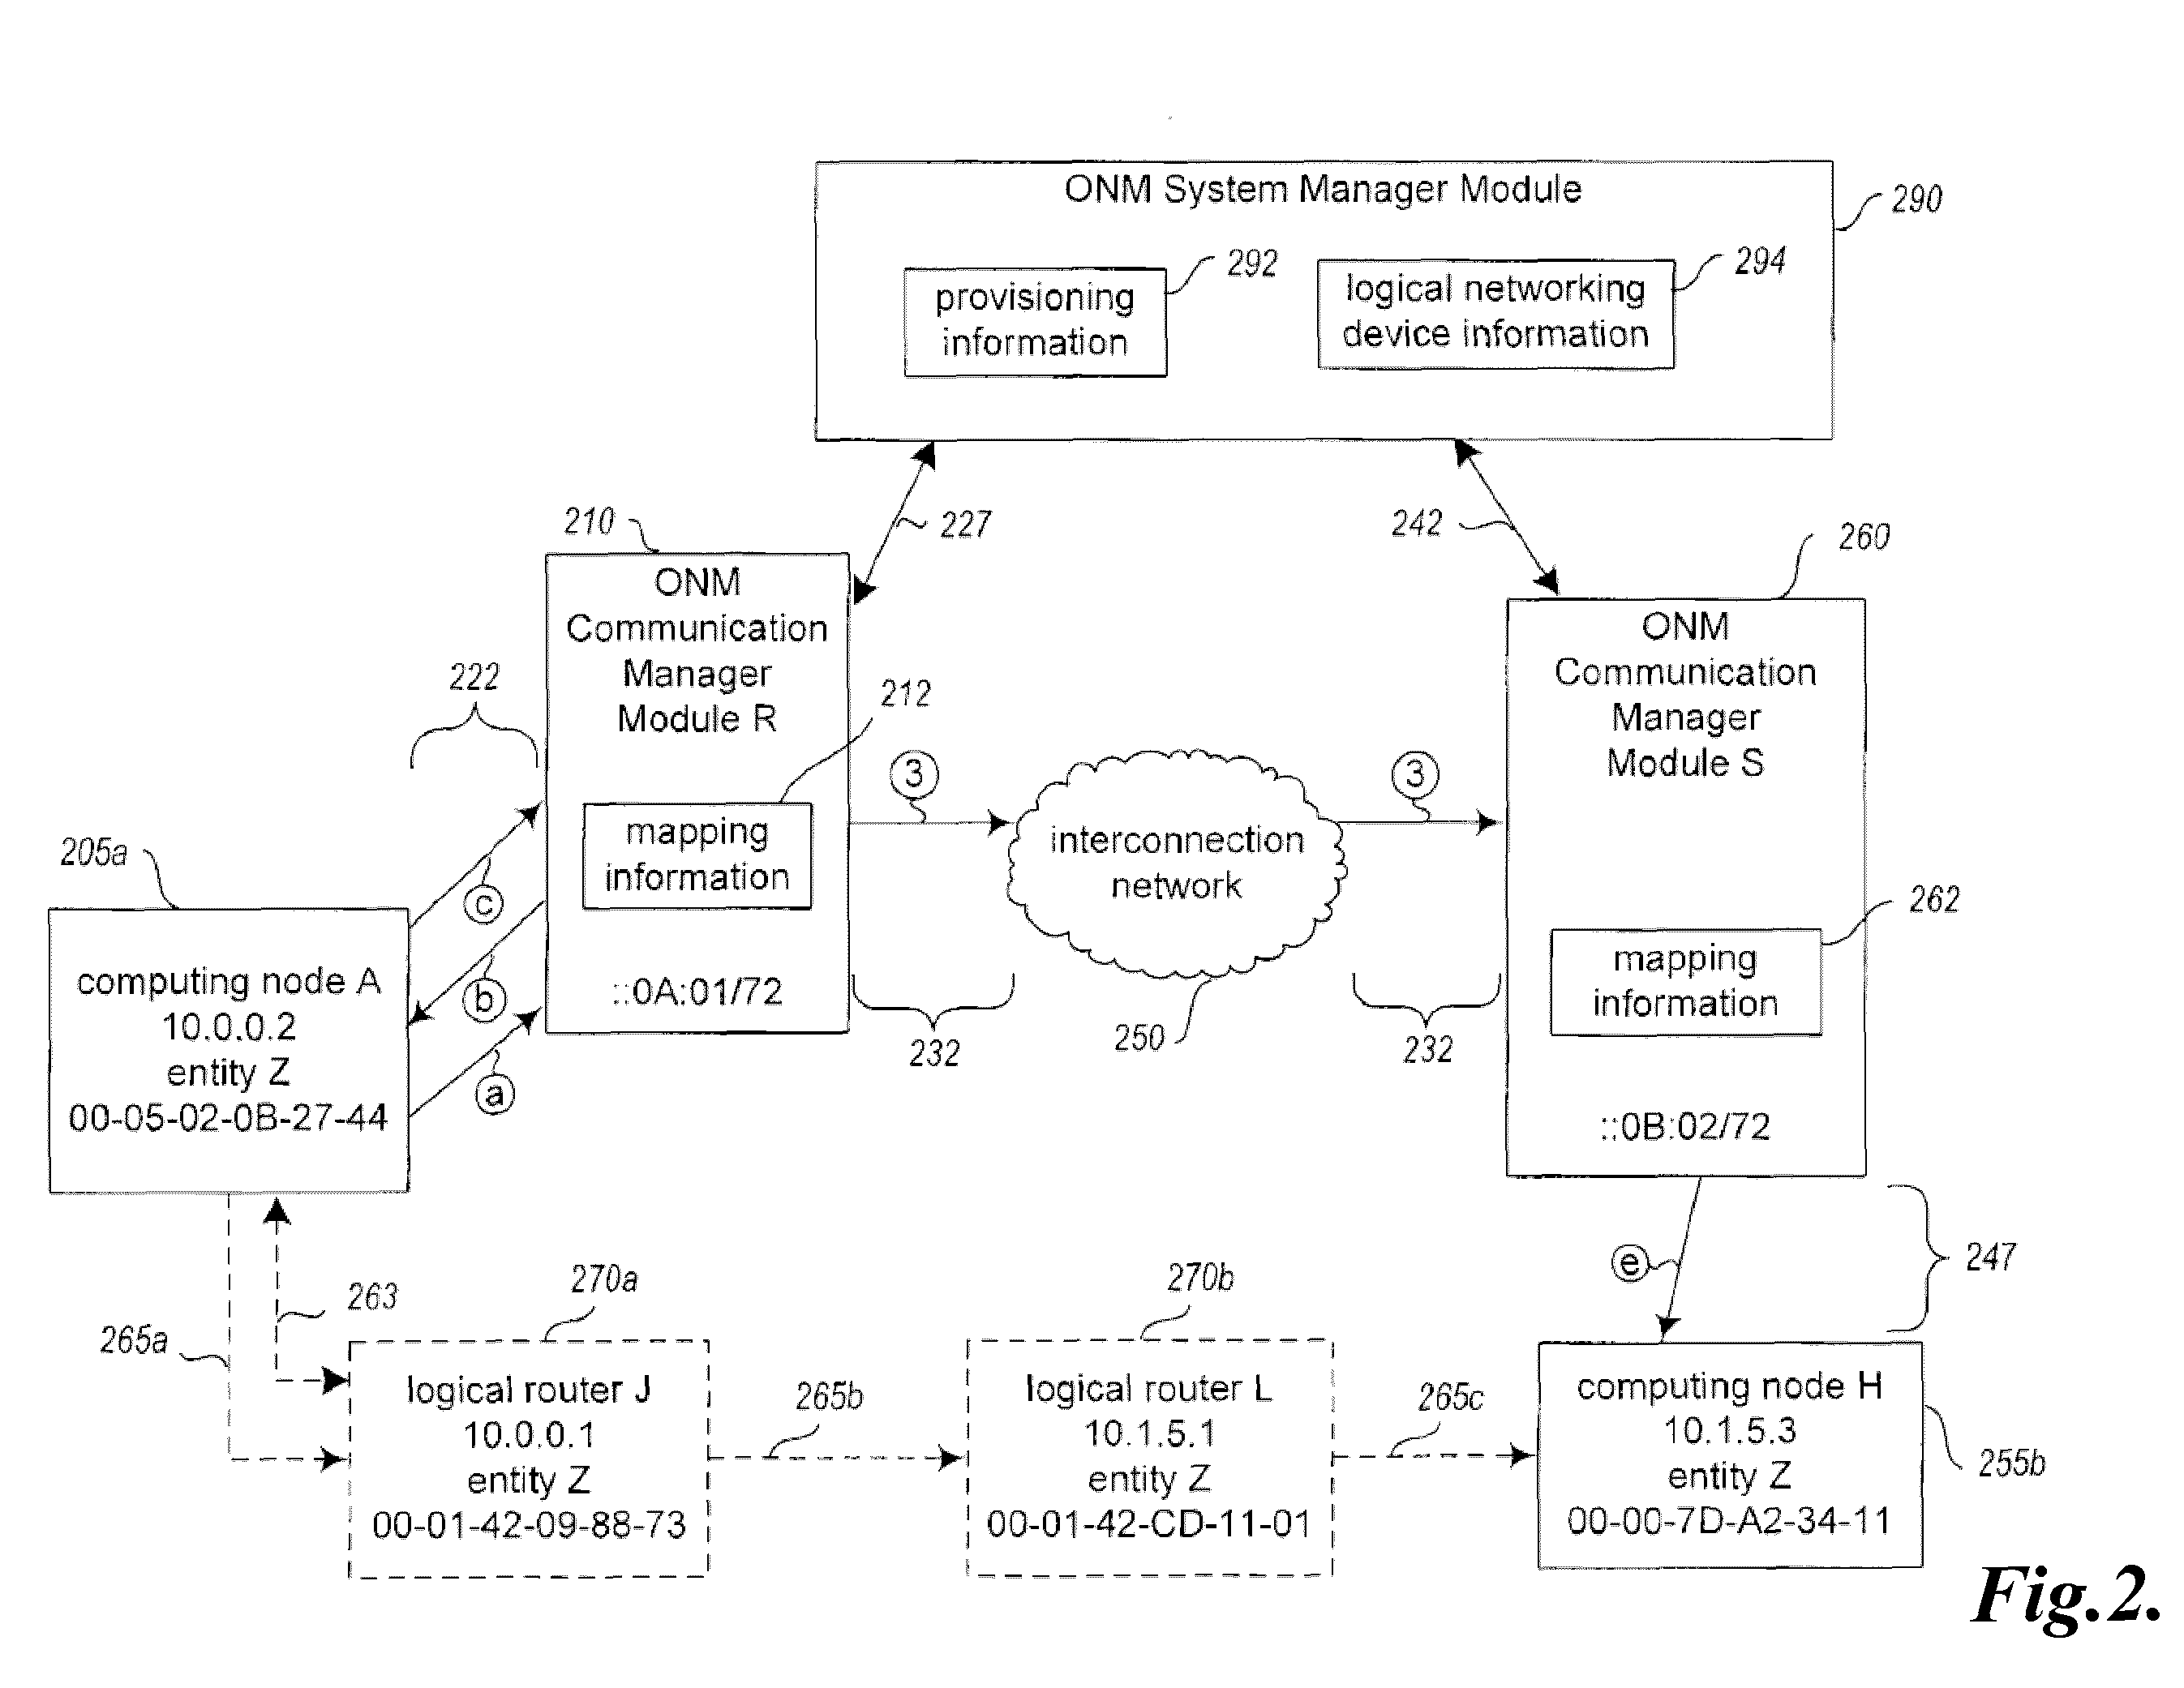 ONM System Manager Module
290
292
294
provisioning
information
logical networking
device information
210
227
242
260
ONM
Communication
Manager
Module R
ONM
Communication
Manager
Module S
222
212
3
3
mapping
information
interconnection
network
205a
c
262
mapping
information
b
::0A:01/72
computing node A
10.0.0.2
entity Z
00-05-02-0B-27-44
a
232
250
232
::0B:02/72
247
e
263
265a
270a
270b
logical router J
10.0.0.1
entity Z
00-01-42-09-88-73
265b
logical router L
10.1.5.1
entity Z
00-01-42-CD-11-01
265c
computing node H
10.1.5.3
entity Z
00-00-7D-A2-34-11
255b
Fig.2.